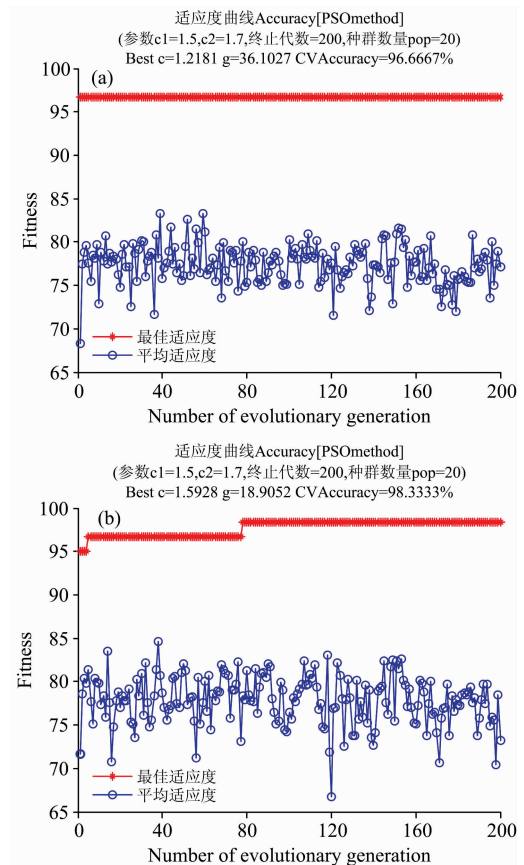 适应度曲线Accuracy[PSOmethod]
(参数c1=1.5,c2=1.7,终止代数=200,种群数量pop=20)
Best c=1.2181 g=36.1027 CVAccuracy=96.6667%
(a)
100
95
90
85
80
75
70
65
Fitness
最佳适应度
平均适应度
0 40 80 120 160 200
Number of evolutionary generation
适应度曲线Accuracy[PSOmethod]
(参数c1=1.5,c2=1.7,终止代数=200,种群数量pop=20)
Best c=1.5928 g=18.9052 CVAccuracy=98.3333%
(b)
100
95
90
85
80
75
70
65
Fitness
最佳适应度
平均适应度
0 40 80 120 160 200
Number of evolutionary generation